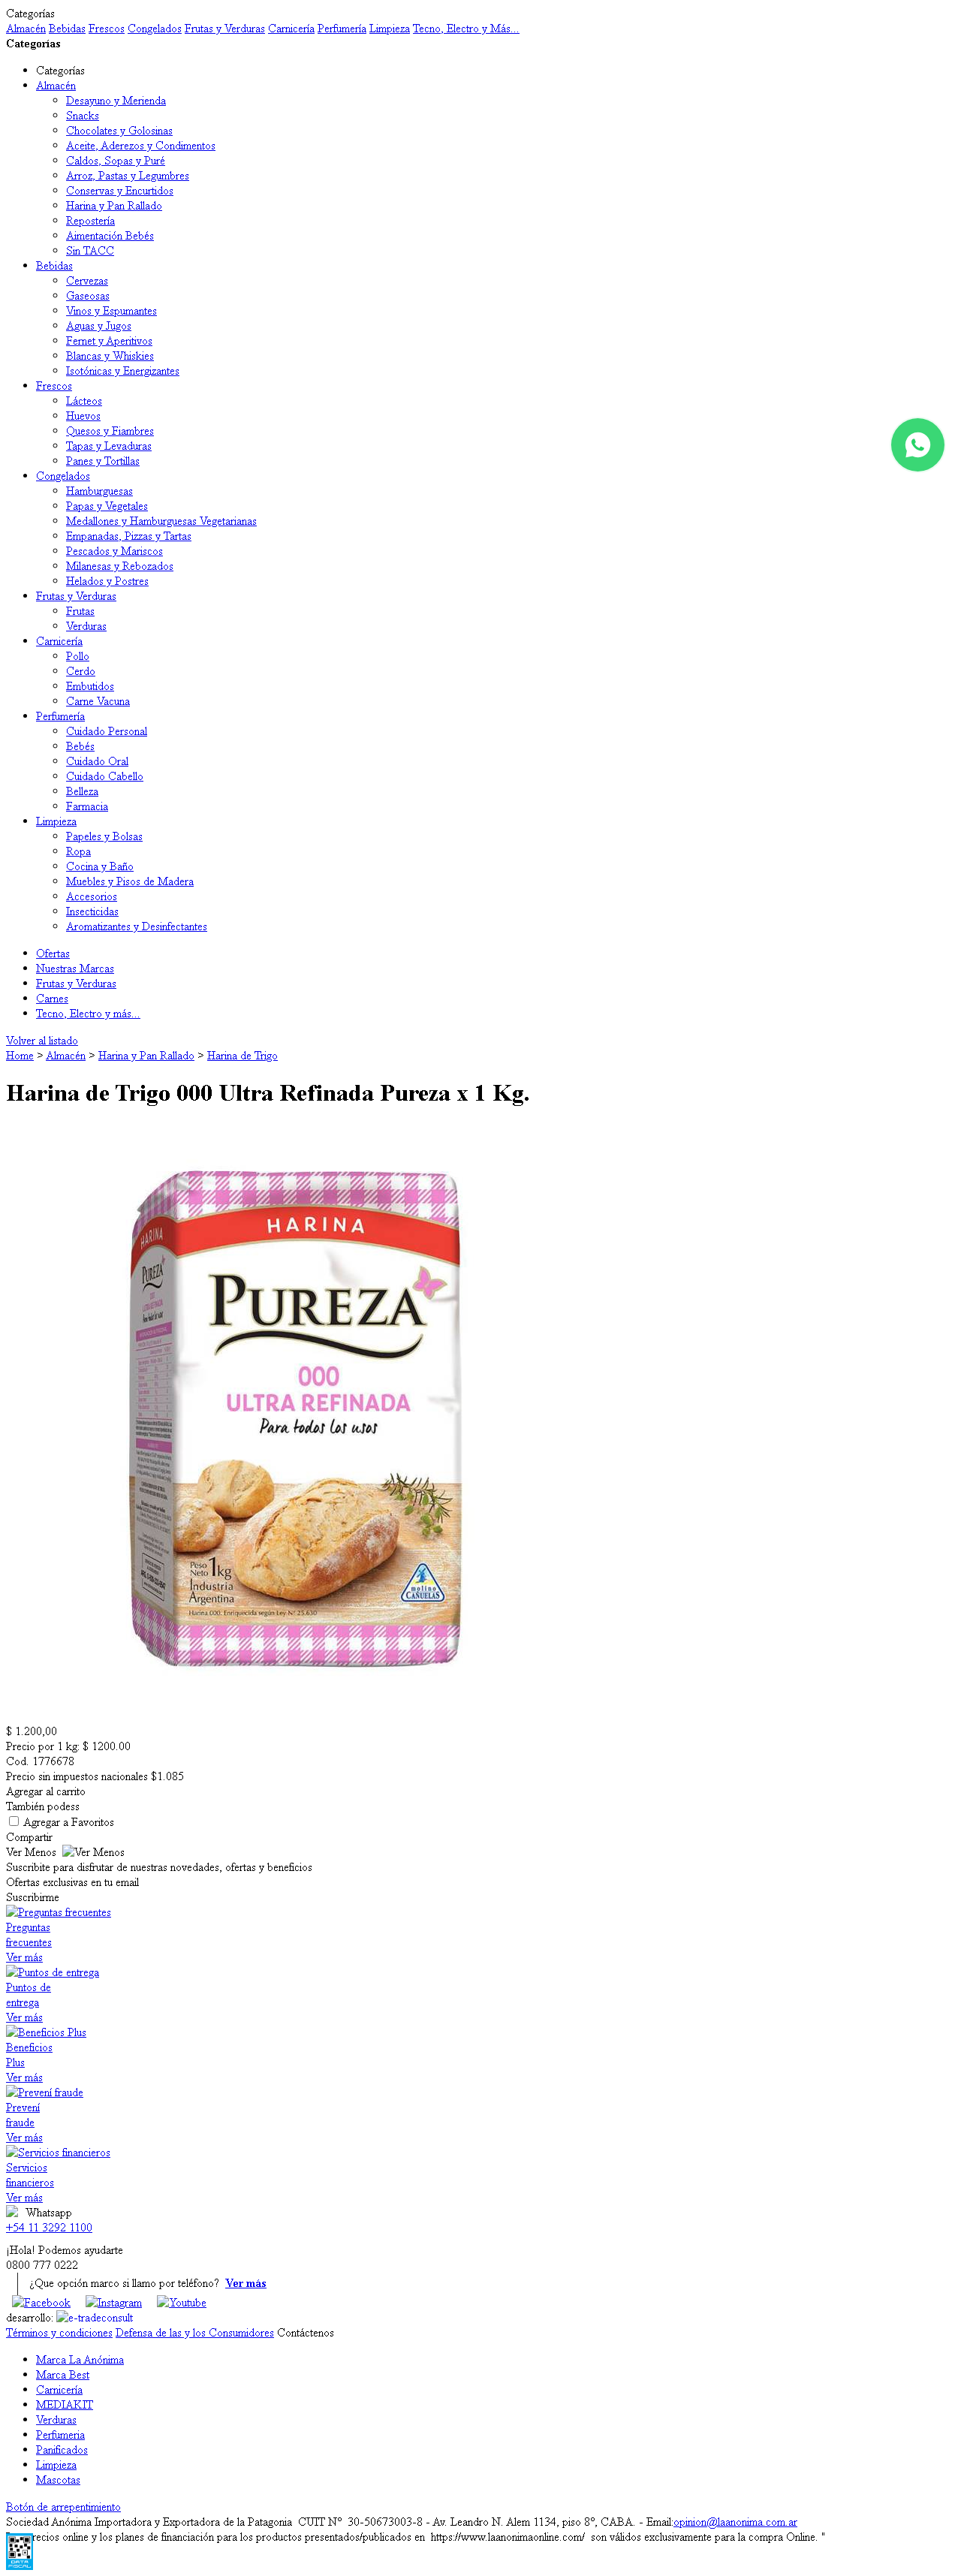 Categorías
Almacén Bebidas Frescos Congelados Frutas y Verduras Carnicería Perfumería Limpieza Tecno, Electro y Más...
Categorías
Categorías
Almacén
Desayuno y Merienda
Snacks
Chocolates y Golosinas
Aceite, Aderezos y Condimentos
Caldos, Sopas y Puré
Arroz, Pastas y Legumbres
Conservas y Encurtidos
Harina y Pan Rallado
Repostería
Aimentación Bebés
Sin TACC
Bebidas
Cervezas
Gaseosas
Vinos y Espumantes
Aguas y Jugos
Fernet y Aperitivos
Blancas y Whiskies
Isotónicas y Energizantes
Frescos
Lácteos
Huevos
Quesos y Fiambres
Tapas y Levaduras
Panes y Tortillas
Congelados
Hamburguesas
Papas y Vegetales
Medallones y Hamburguesas Vegetarianas
Empanadas, Pizzas y Tartas
Pescados y Mariscos
Milanesas y Rebozados
Helados y Postres
Frutas y Verduras
Frutas
Verduras
Carnicería
Pollo
Cerdo
Embutidos
Carne Vacuna
Perfumería
Cuidado Personal
Bebés
Cuidado Oral
Cuidado Cabello
Belleza
Farmacia
Limpieza
Papeles y Bolsas
Ropa
Cocina y Baño
Muebles y Pisos de Madera
Accesorios
Insecticidas
Aromatizantes y Desinfectantes
Ofertas
Nuestras Marcas
Frutas y Verduras
Carnes
Tecno, Electro y más...
Volver al listado
Home > Almacén > Harina y Pan Rallado > Harina de Trigo
Harina de Trigo 000 Ultra Refinada Pureza x 1 Kg.
HARINA
PUREZA
000
ULTRA REFINADA
Para todos los usos
HARINA
PUREZA
000
ULTRA REFINADA
Peso Neto 1kg
Industria
Argentina
Harina 000. Enriquecida según Ley Nº 25.630
molino
CAÑUELAS
$ 1.200,00
Precio por 1 kg: $ 1200.00
Cod. 1776678
Precio sin impuestos nacionales $1.085
Agregar al carrito
También podess
Agregar a Favoritos
Compartir
Ver Menos Ver Menos
Suscribite para disfrutar de nuestras novedades, ofertas y beneficios
Ofertas exclusivas en tu email
Suscribirme
Preguntas frecuentes
Preguntas
frecuentes
Ver más
Puntos de entrega
Puntos de
entrega
Ver más
Beneficios Plus
Beneficios
Plus
Ver más
Prevení fraude
Prevení
fraude
Ver más
Servicios financieros
Servicios
financieros
Ver más
Whatsapp
+54 11 3292 1100
¡Hola! Podemos ayudarte
0800 777 0222
¿Que opción marco si llamo por teléfono? Ver más
Facebook Instagram Youtube
desarrollo: e-tradeconsult
Términos y condiciones Defensa de las y los Consumidores Contáctenos
Marca La Anónima
Marca Best
Carnicería
MEDIAKIT
Verduras
Perfumeria
Panificados
Limpieza
Mascotas
Botón de arrepentimiento
Sociedad Anónima Importadora y Exportadora de la Patagonia CUIT Nº 30-50673003-8 - Av. Leandro N. Alem 1134, piso 8º, CABA. - Email:opinion@laanonima.com.ar
recios online y los planes de financiación para los productos presentados/publicados en https://www.laanonimaonline.com/ son válidos exclusivamente para la compra Online. "
DATA
FISCAL